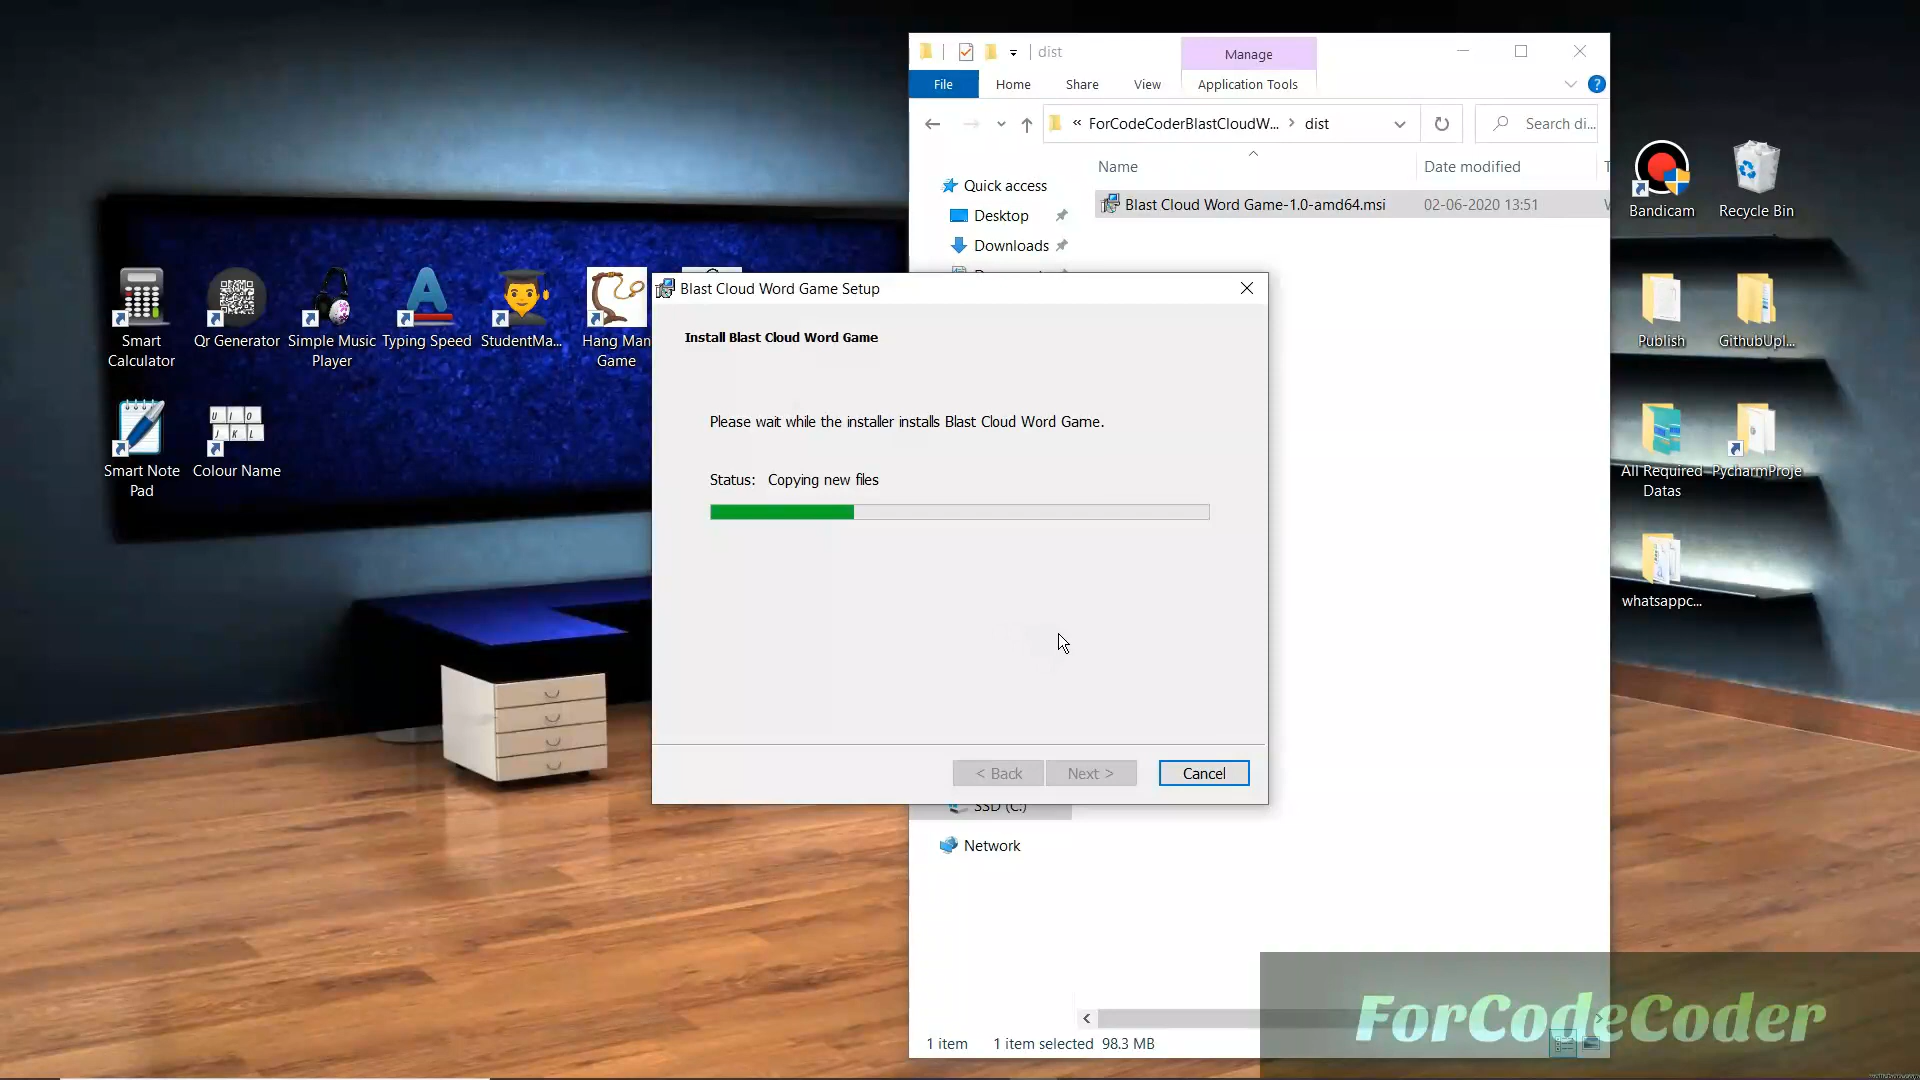 dist
Manage
File
Home
Share
View
Application Tools
ForCodeCoderBlastCloudW...
dist
Search di...
Name
Date modified
Quick access
Blast Cloud Word Game-1.0-amd64.msi
02-06-2020 13:51
Desktop
Downloads
Blast Cloud Word Game Setup
Install Blast Cloud Word Game
Please wait while the installer installs Blast Cloud Word Game.
Status: Copying new files
< Back
Next >
Cancel
SSD (C:)
Network
1 item
1 item selected 98.3 MB
Smart
Calculator
Qr Generator
Simple Music
Player
Typing Speed
StudentMa...
Hang Man
Game
Smart Note
Pad
U I O
J K L
Colour Name
Bandicam
Recycle Bin
Publish
GithubUpl...
All Required
Datas
PycharmProje
whatsappc...
ForCodeCoder